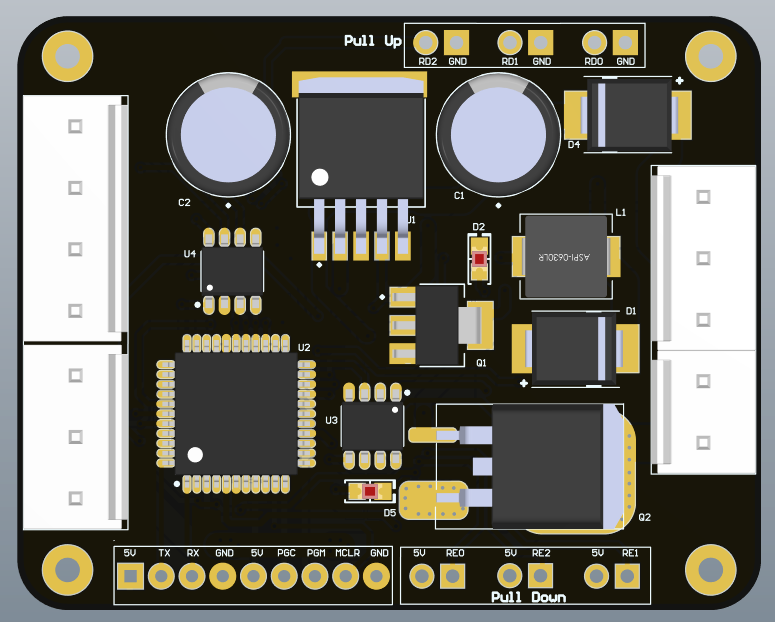 Pull Up
RD2 GND RD1 GND RD0 GND
D4
C2
C1
U1
L1
D2
U4
ASPI-0630LR
D1
U2
Q1
U3
D5
Q2
5V TX RX GND 5V PGC PGM MCLR GND
5V RE0 5V RE2 5V RE1
Pull Down